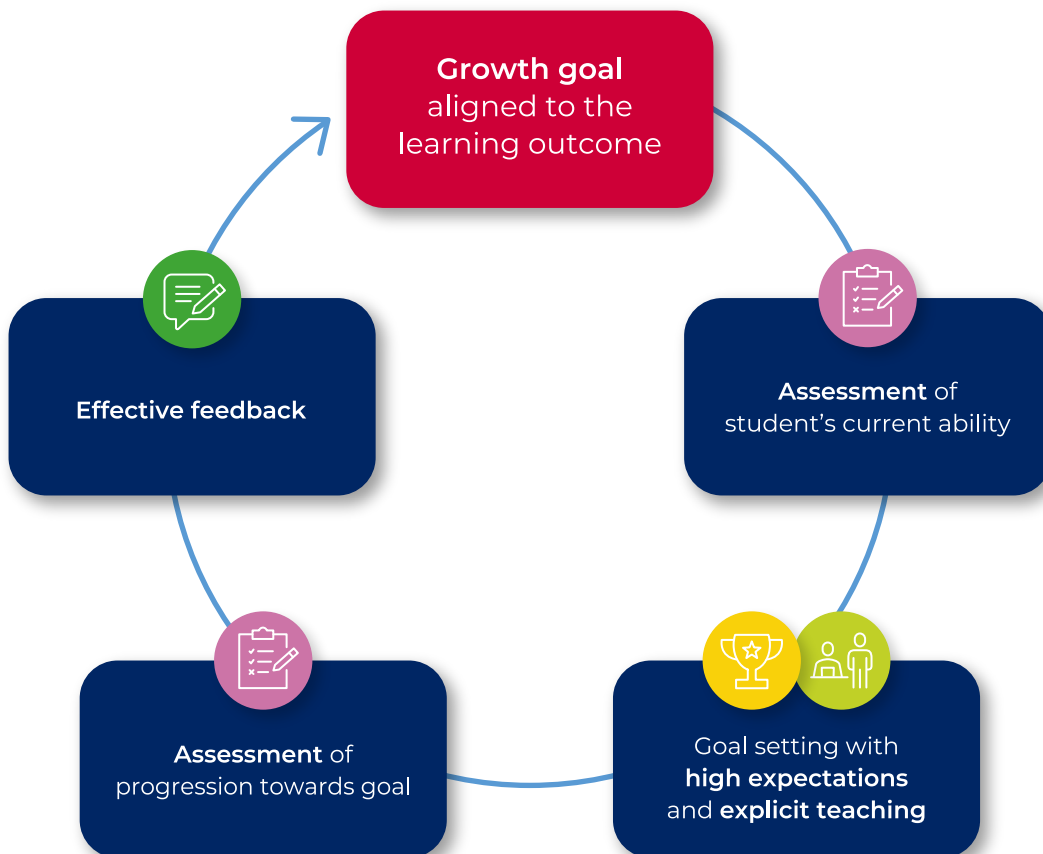 Growth goal
aligned to the
learning outcome
Assessment of
student’s current ability
Goal setting with
high expectations
and explicit teaching
Assessment of
progression towards goal
Effective feedback